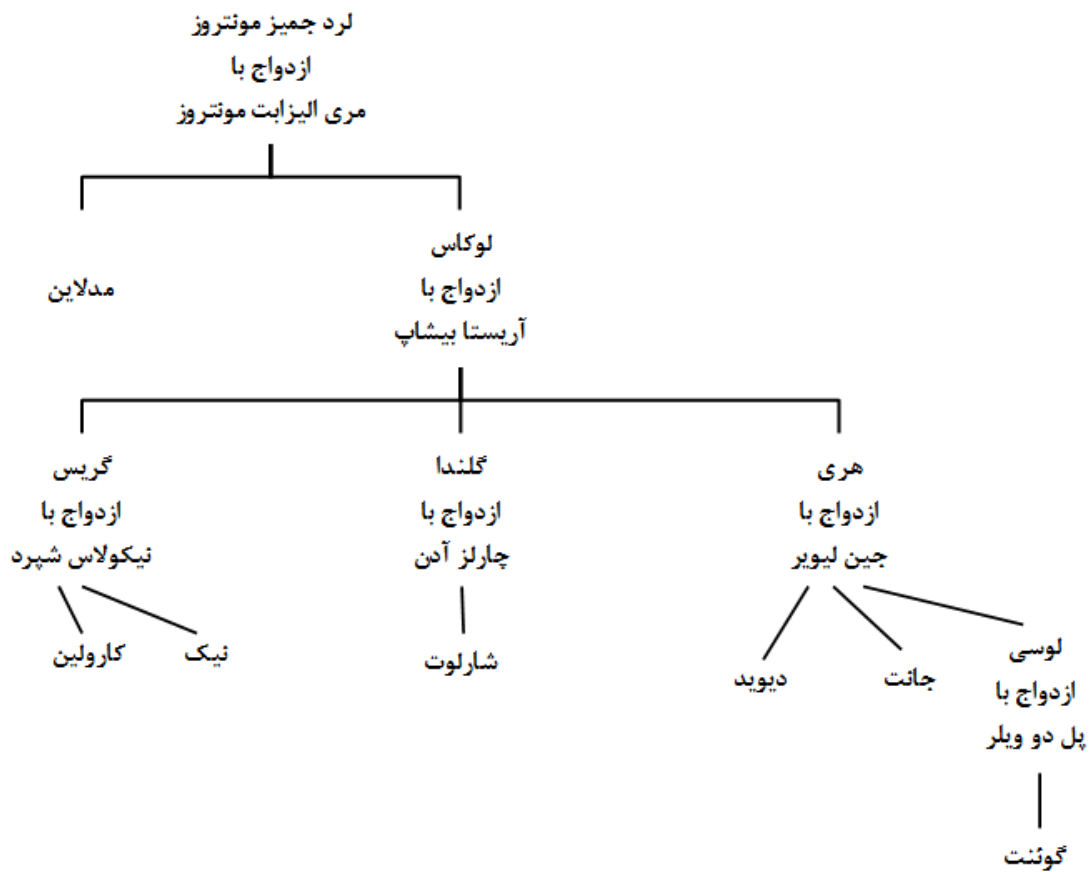 لرد جمیز مونتروز
ازدواج با
مری الیزابت مونتروز
لوکاس
ازدواج با
آریستا بیشاپ
مدلاین
هری
ازدواج با
جین لیویر
گلندا
ازدواج با
چارلز آدن
گریس
ازدواج با
نیکولاس شپرد
لوسی
ازدواج با
پل دو ویلر
جانت
دیوید
شارلوت
نیک
کارولین
گوئنت